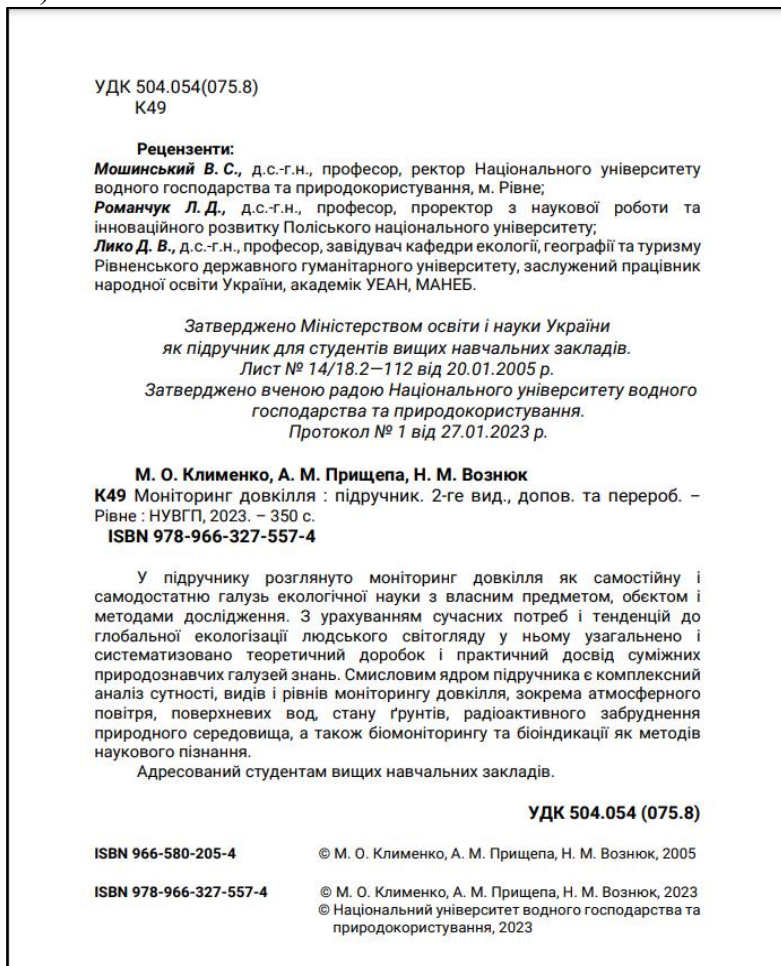 УДК 504.054(075.8)
К49
Рецензенти:
Мошинський В. С., д.с.-г.н., професор, ректор Національного університету
водного господарства та природокористування, м. Рівне;
Романчук Л. Д., д.с.-г.н., професор, проректор з наукової роботи та
інноваційного розвитку Поліського національного університету;
Лико Д. В., д.с.-г.н., професор, завідувач кафедри екології, географії та туризму
Рівненського державного гуманітарного університету, заслужений працівник
народної освіти України, академік УЕАН, МАНЕБ.
Затверджено Міністерством освіти і науки України
як підручник для студентів вищих навчальних закладів.
Лист № 14/18.2–112 від 20.01.2005 р.
Затверджено вченою радою Національного університету водного
господарства та природокористування.
Протокол № 1 від 27.01.2023 р.
М. О. Клименко, А. М. Прищепа, Н. М. Вознюк
К49 Моніторинг довкілля : підручник. 2-ге вид., допов. та перероб. –
Рівне : НУВГП, 2023. – 350 с.
ISBN 978-966-327-557-4
У підручнику розглянуто моніторинг довкілля як самостійну і
самодостатню галузь екологічної науки з власним предметом, обєктом і
методами дослідження. З урахуванням сучасних потреб і тенденцій до
глобальної екологізації людського світогляду у ньому узагальнено і
систематизовано теоретичний доробок і практичний досвід суміжних
природознавчих галузей знань. Смисловим ядром підручника є комплексний
аналіз сутності, видів і рівнів моніторингу довкілля, зокрема атмосферного
повітря, поверхневих вод, стану ґрунтів, радіоактивного забруднення
природного середовища, а також біомоніторингу та біоіндикації як методів
наукового пізнання.
Адресований студентам вищих навчальних закладів.
УДК 504.054 (075.8)
ISBN 966-580-205-4 © М. О. Клименко, А. М. Прищепа, Н. М. Вознюк, 2005
ISBN 978-966-327-557-4 © М. О. Клименко, А. М. Прищепа, Н. М. Вознюк, 2023
© Національний університет водного господарства та
природокористування, 2023